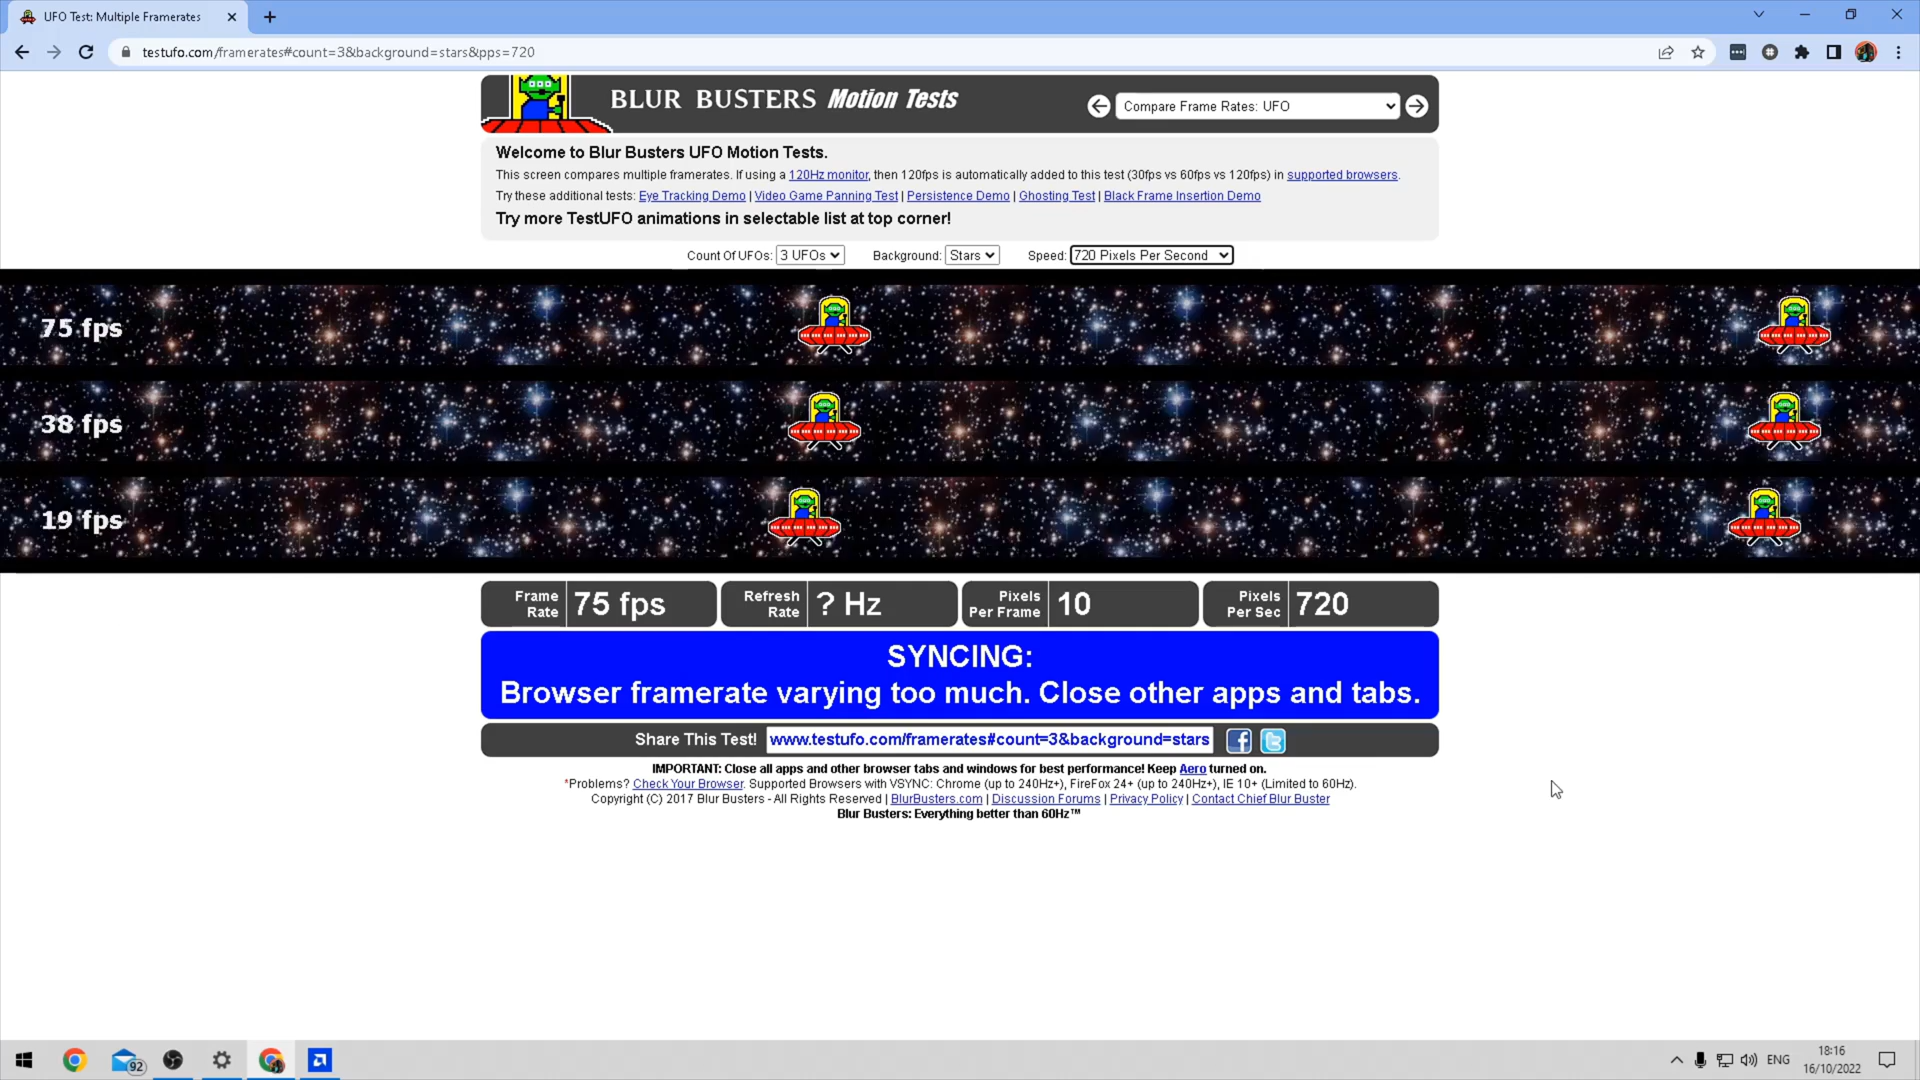 UFO Test: Multiple Framerates
testufo.com/framerates#count=3&background=stars&pps=720
BLUR BUSTERS Motion Tests
Compare Frame Rates: UFO
Welcome to Blur Busters UFO Motion Tests.
This screen compares multiple framerates. If using a 120Hz monitor, then 120fps is automatically added to this test (30fps vs 60fps vs 120fps) in supported browsers.
Try these additional tests: Eye Tracking Demo | Video Game Panning Test | Persistence Demo | Ghosting Test | Black Frame Insertion Demo
Try more TestUFO animations in selectable list at top corner!
Count Of UFOs: 3 UFOs Background: Stars Speed: 720 Pixels Per Second
75 fps
38 fps
19 fps
Frame Rate 75 fps
Refresh Rate ? Hz
Pixels Per Frame 10
Pixels Per Sec 720
SYNCING:
Browser framerate varying too much. Close other apps and tabs.
Share This Test! www.testufo.com/framerates#count=3&background=stars
IMPORTANT: Close all apps and other browser tabs and windows for best performance! Keep Aero turned on.
*Problems? Check Your Browser. Supported Browsers with VSYNC: Chrome (up to 240Hz+), FireFox 24+ (up to 240Hz+), IE 10+ (Limited to 60Hz).
Copyright (C) 2017 Blur Busters - All Rights Reserved | BlurBusters.com | Discussion Forums | Privacy Policy | Contact Chief Blur Buster
Blur Busters: Everything better than 60Hz™
92
ENG
18:16
16/10/2022